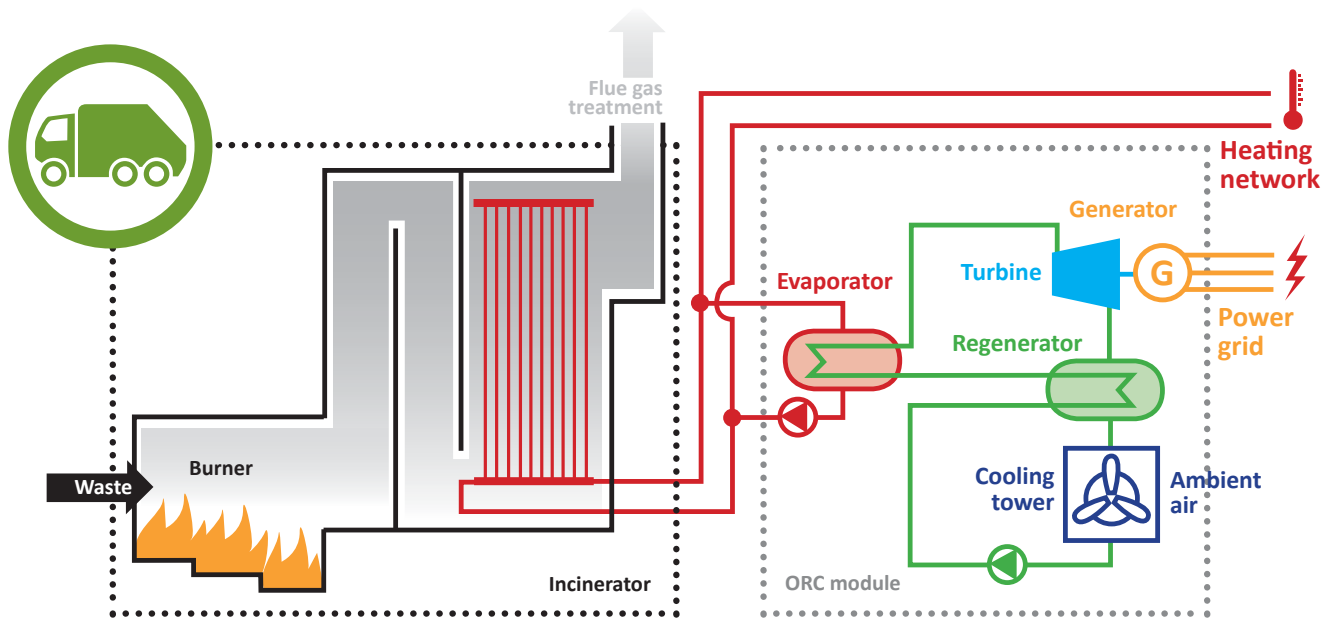 Flue gas
treatment
Heating
network
Generator
Turbine
G
Evaporator
Power
grid
Regenerator
Burner
Waste
Cooling
tower
Ambient
air
Incinerator
ORC module